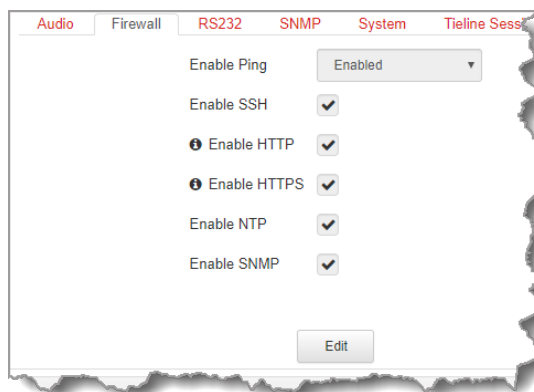 Audio Firewall RS232 SNMP System Tieline
Enable Ping Enabled
Enable SSH
Enable HTTP
Enable HTTPS
Enable NTP
Enable SNMP
Edit